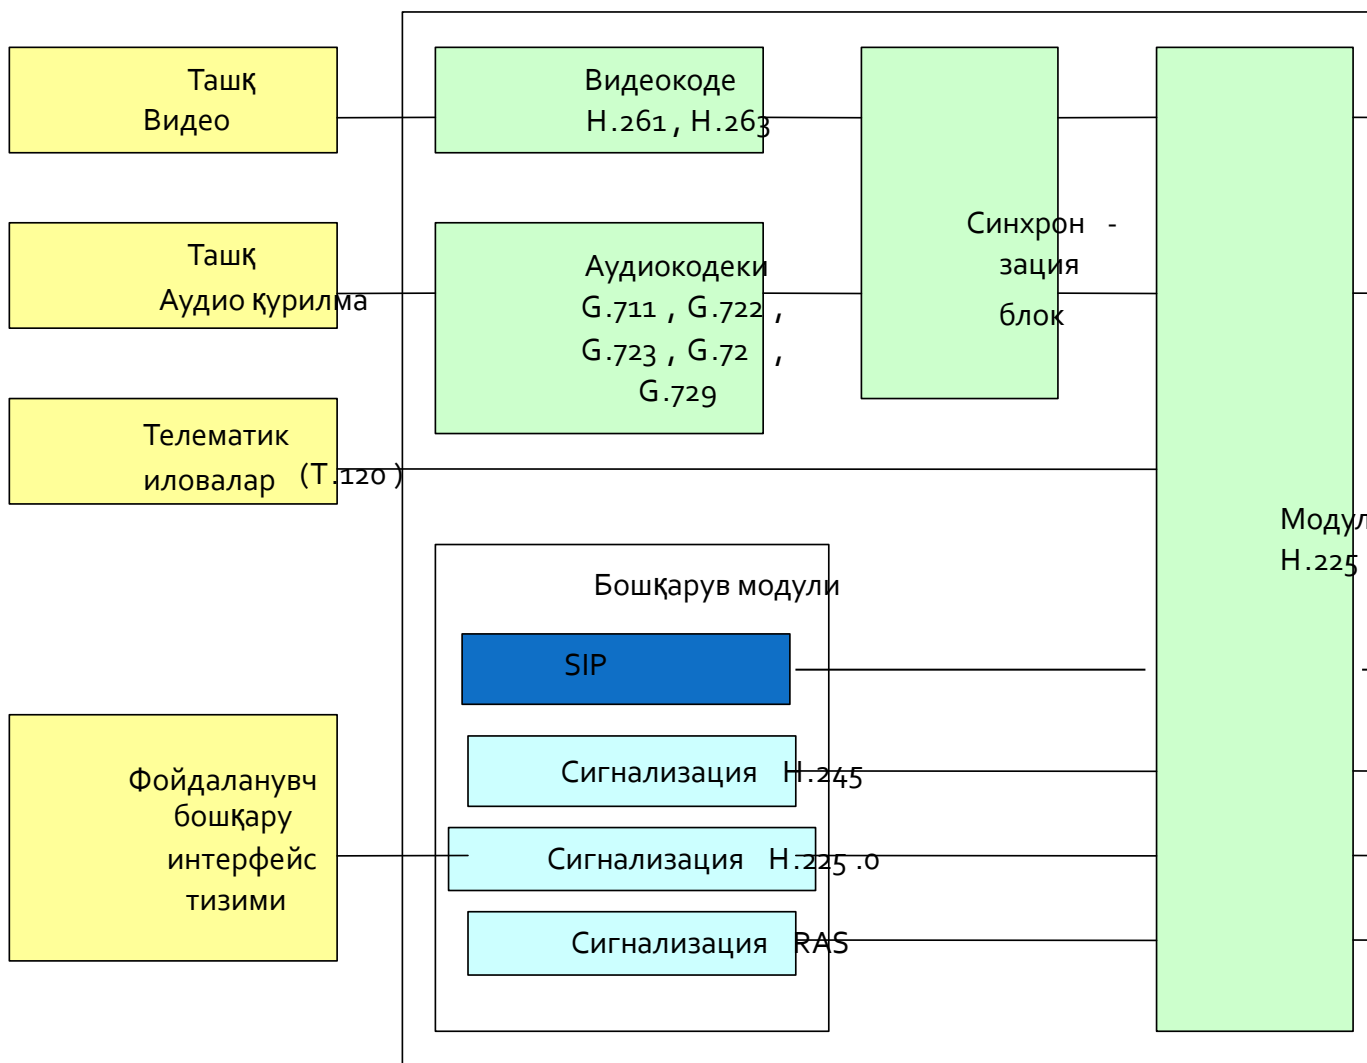 Ташқ
Видео
Видеокоде
H.261 , H.263
Ташқ
Аудио қурилма
Аудиокодеки
G.711 , G.722 ,
G.723 , G.72 ,
G.729
Синхрон -
зация
блок
Телематик
иловалар (T.120 )
Модул
H.225
Бошқарув модули
SIP
Сигнализация H.245
Сигнализация H.225 .0
Сигнализация RAS
Фойдаланувч
бошқару
интерфейс
тизими